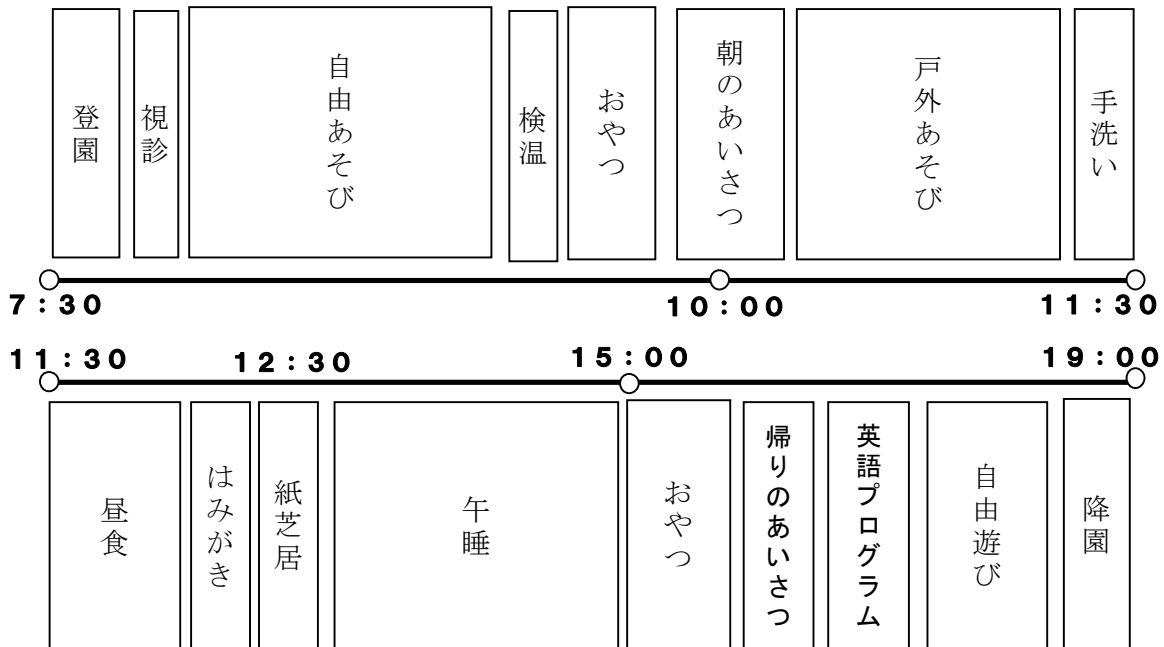 登園
視診
自由あそび
検温
おやつ
朝のあいさつ
戸外あそび
手洗い
７：３０
１０：００
１１：３０
１１：３０
１２：３０
１５：００
１９：００
昼食
はみがき
紙芝居
午睡
おやつ
帰りのあいさつ
英語プログラム
自由遊び
降園